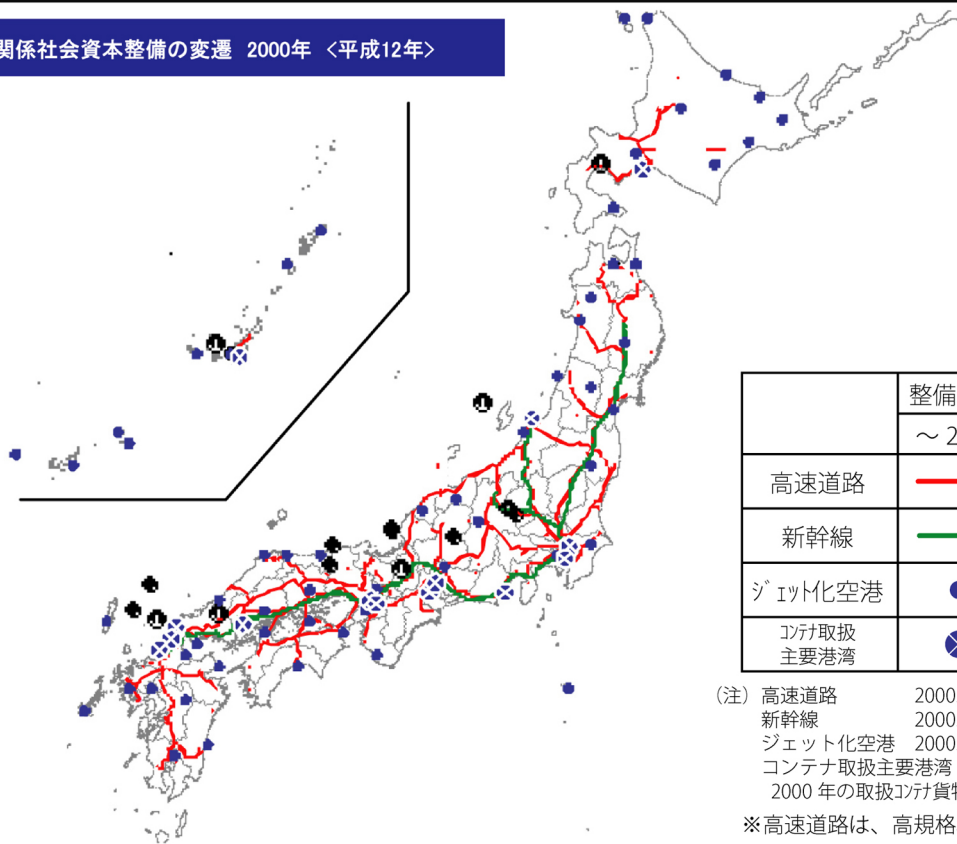 関係社会資本整備の変遷 2000年 <平成12年>
整備
～2
高速道路
新幹線
ジェット化空港
コンテナ取扱
主要港湾
(注) 高速道路 2000
新幹線 2000
ジェット化空港 2000
コンテナ取扱主要港湾
2000年の取扱コンテナ貨物
※高速道路は、高規格